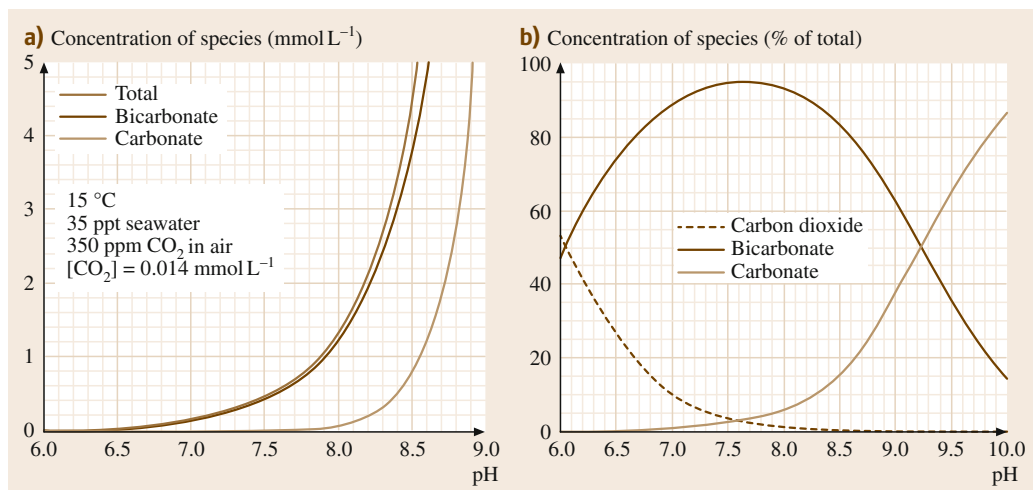 a) Concentration of species (mmol L⁻¹)
5
4
3
2
1
0
Total
Bicarbonate
Carbonate
15 °C
35 ppt seawater
350 ppm CO₂ in air
[CO₂] = 0.014 mmol L⁻¹
6.0 6.5 7.0 7.5 8.0 8.5 9.0
pH
b) Concentration of species (% of total)
100
80
60
40
20
0
Carbon dioxide
Bicarbonate
Carbonate
6.0 6.5 7.0 7.5 8.0 8.5 9.0 9.5 10.0
pH